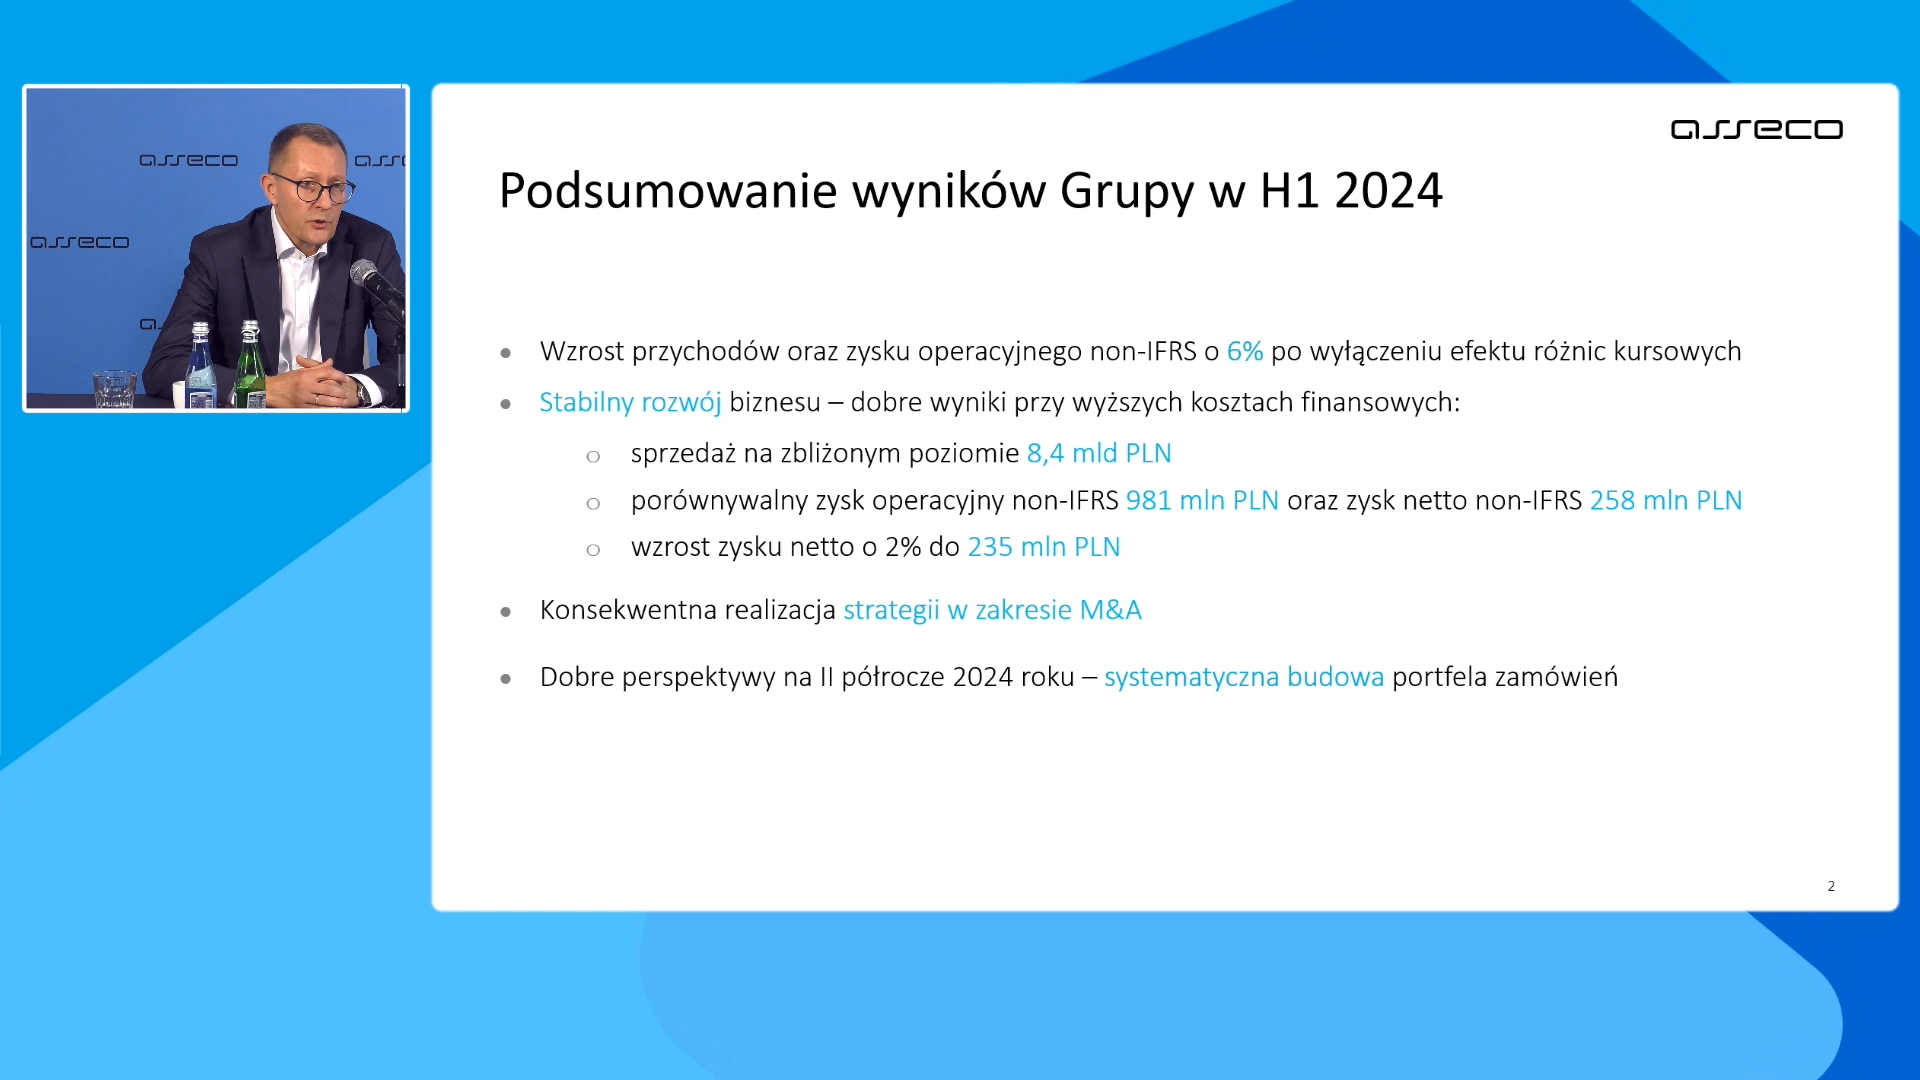 asseco
asseco
asseco
Podsumowanie wyników Grupy w H1 2024
Wzrost przychodów oraz zysku operacyjnego non-IFRS o 6% po wyłączeniu efektu różnic kursowych
Stabilny rozwój biznesu – dobre wyniki przy wyższych kosztach finansowych:
sprzedaż na zbliżonym poziomie 8,4 mld PLN
porównywalny zysk operacyjny non-IFRS 981 mln PLN oraz zysk netto non-IFRS 258 mln PLN
wzrost zysku netto o 2% do 235 mln PLN
Konsekwentna realizacja strategii w zakresie M&A
Dobre perspektywy na II półrocze 2024 roku – systematyczna budowa portfela zamówień
2